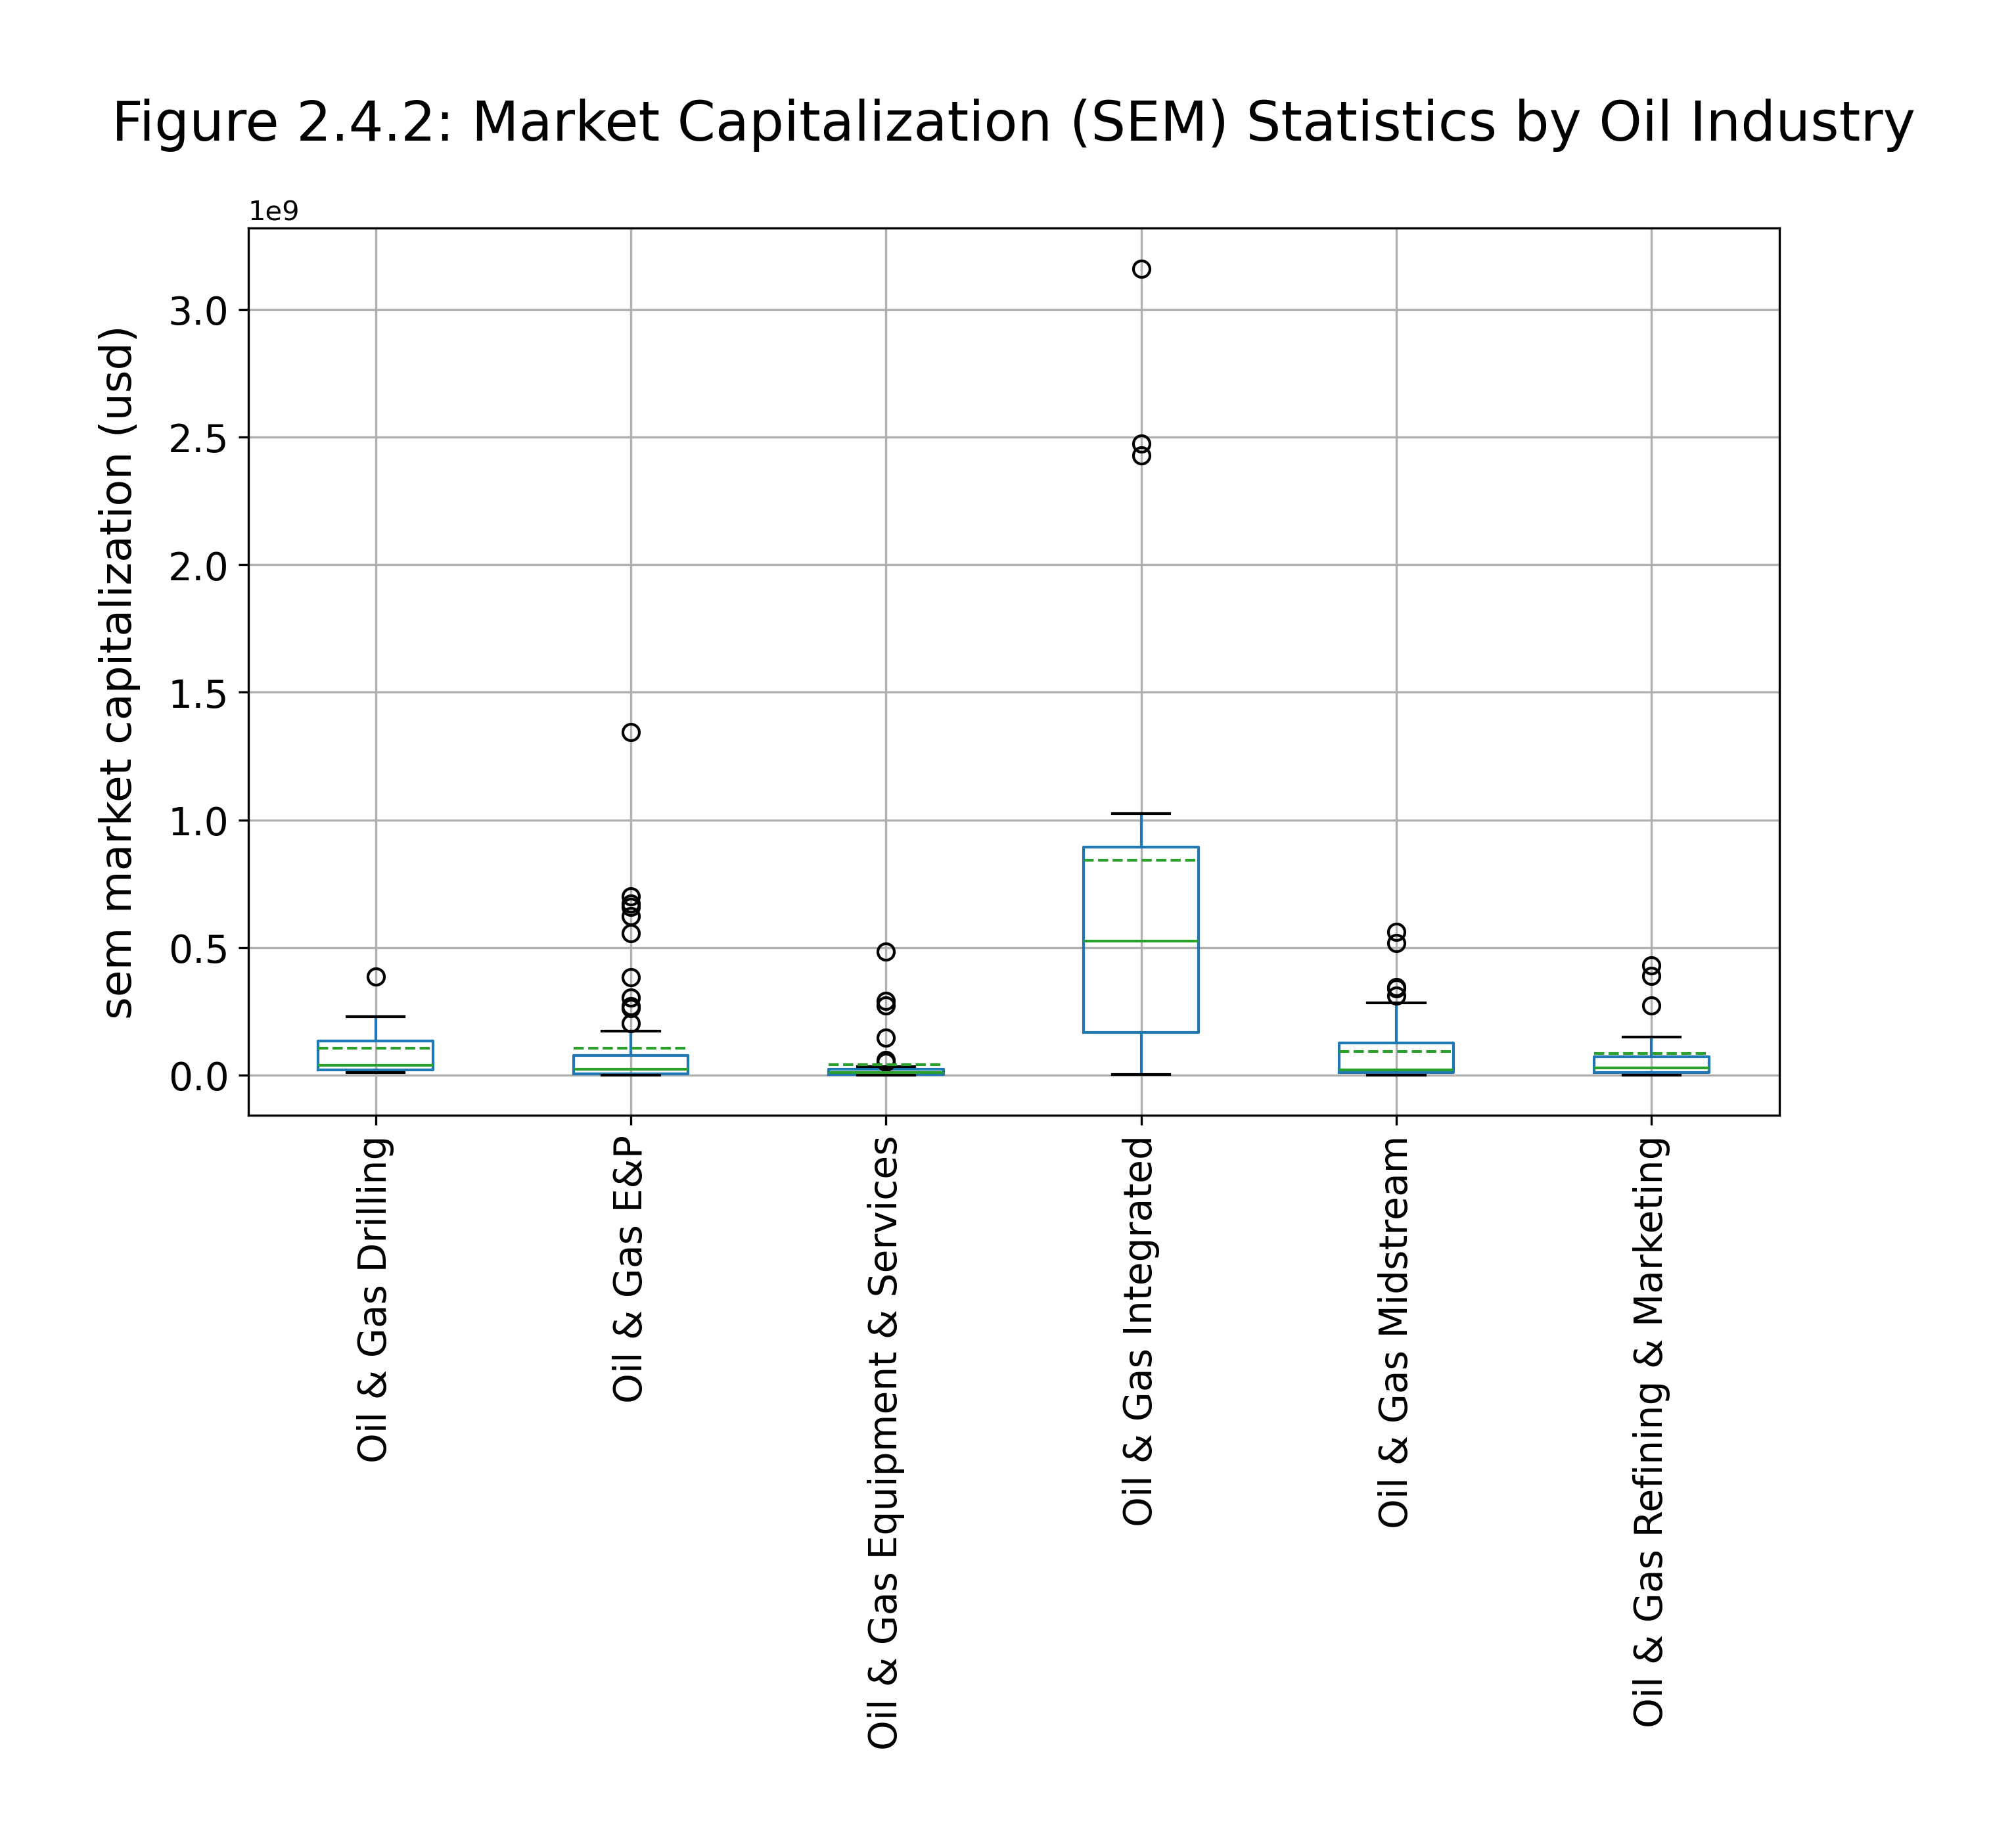 Figure 2.4.2: Market Capitalization (SEM) Statistics by Oil Industry
1e9
sem market capitalization (usd)
3.0
2.5
2.0
1.5
1.0
0.5
0.0
Oil & Gas Drilling
Oil & Gas E&P
Oil & Gas Equipment & Services
Oil & Gas Integrated
Oil & Gas Midstream
Oil & Gas Refining & Marketing